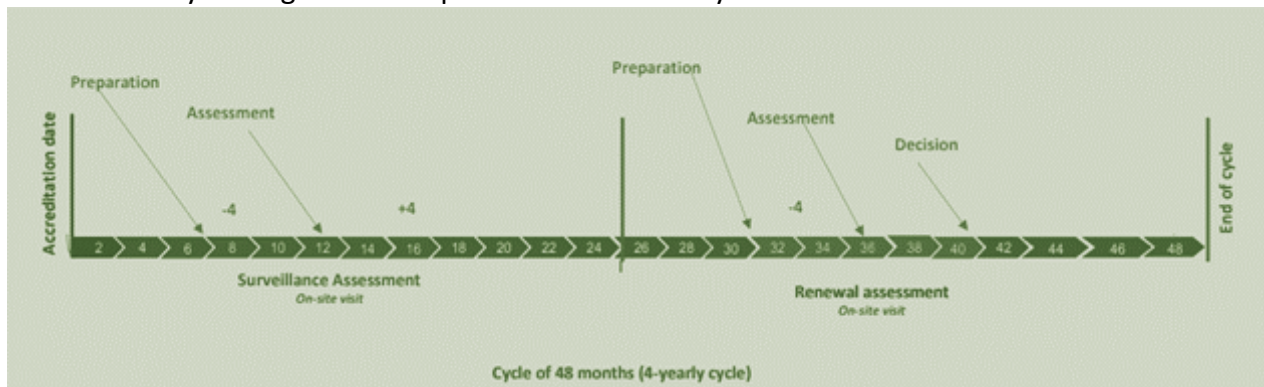 Preparation
Assessment
Accreditation date
-4
+4
2 4 6 8 10 12 14 16 18 20 22 24 26 28 30 32 34 36 38 40 42 44 46 48
Surveillance Assessment
On-site visit
Preparation
Assessment
Decision
-4
End of cycle
Renewal assessment
On-site visit
Cycle of 48 months (4-yearly cycle)